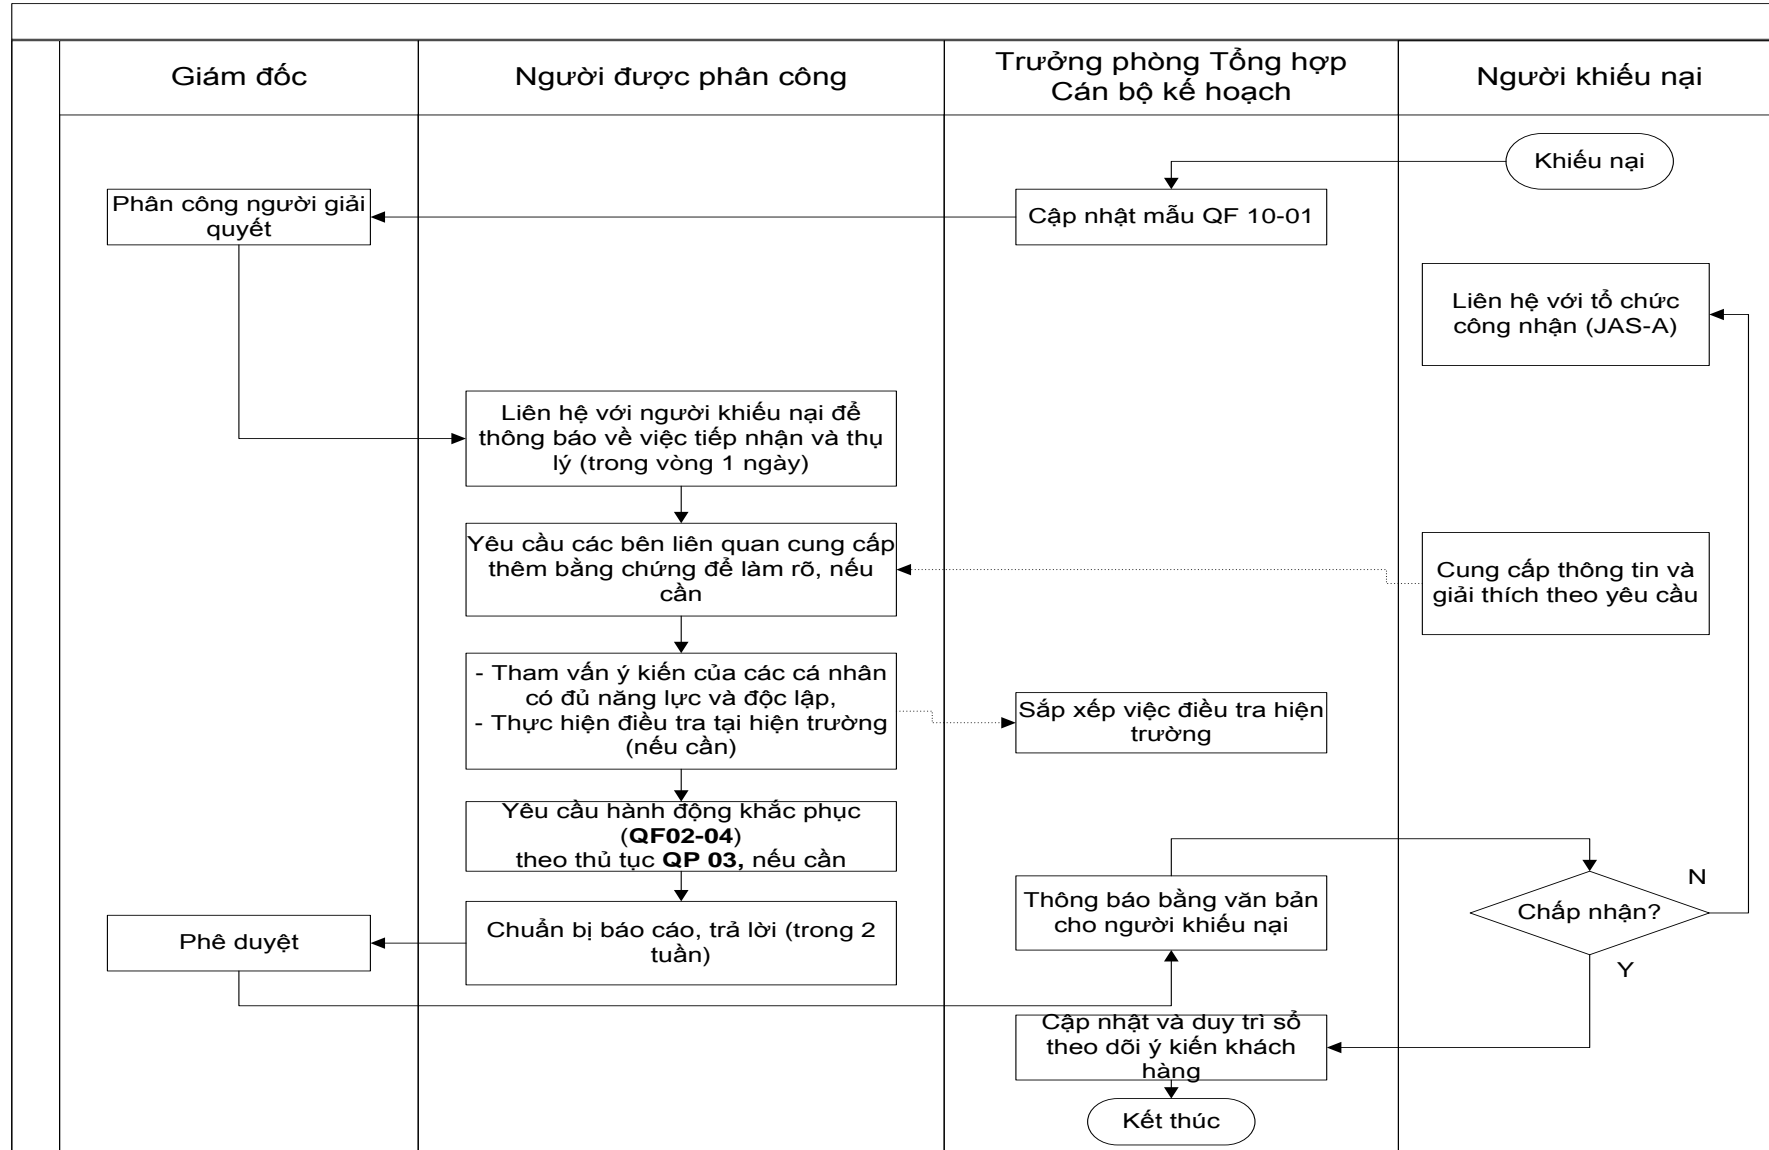 Giám đốc
Người được phân công
Trưởng phòng Tổng hợp
Cán bộ kế hoạch
Người khiếu nại
Khiếu nại
Phân công người giải
quyết
Cập nhật mẫu QF 10-01
Liên hệ với tổ chức
công nhận (JAS-A)
Liên hệ với người khiếu nại để
thông báo về việc tiếp nhận và thụ
lý (trong vòng 1 ngày)
Yêu cầu các bên liên quan cung cấp
thêm bằng chứng để làm rõ, nếu
cần
Cung cấp thông tin và
giải thích theo yêu cầu
- Tham vấn ý kiến của các cá nhân
có đủ năng lực và độc lập,
- Thực hiện điều tra tại hiện trường
(nếu cần)
Sắp xếp việc điều tra hiện
trường
Yêu cầu hành động khắc phục
(QF02-04)
theo thủ tục QP 03, nếu cần
Thông báo bằng văn bản
cho người khiếu nại
Chấp nhận?
N
Y
Phê duyệt
Chuẩn bị báo cáo, trả lời (trong 2
tuần)
Cập nhật và duy trì sổ
theo dõi ý kiến khách
hàng
Kết thúc